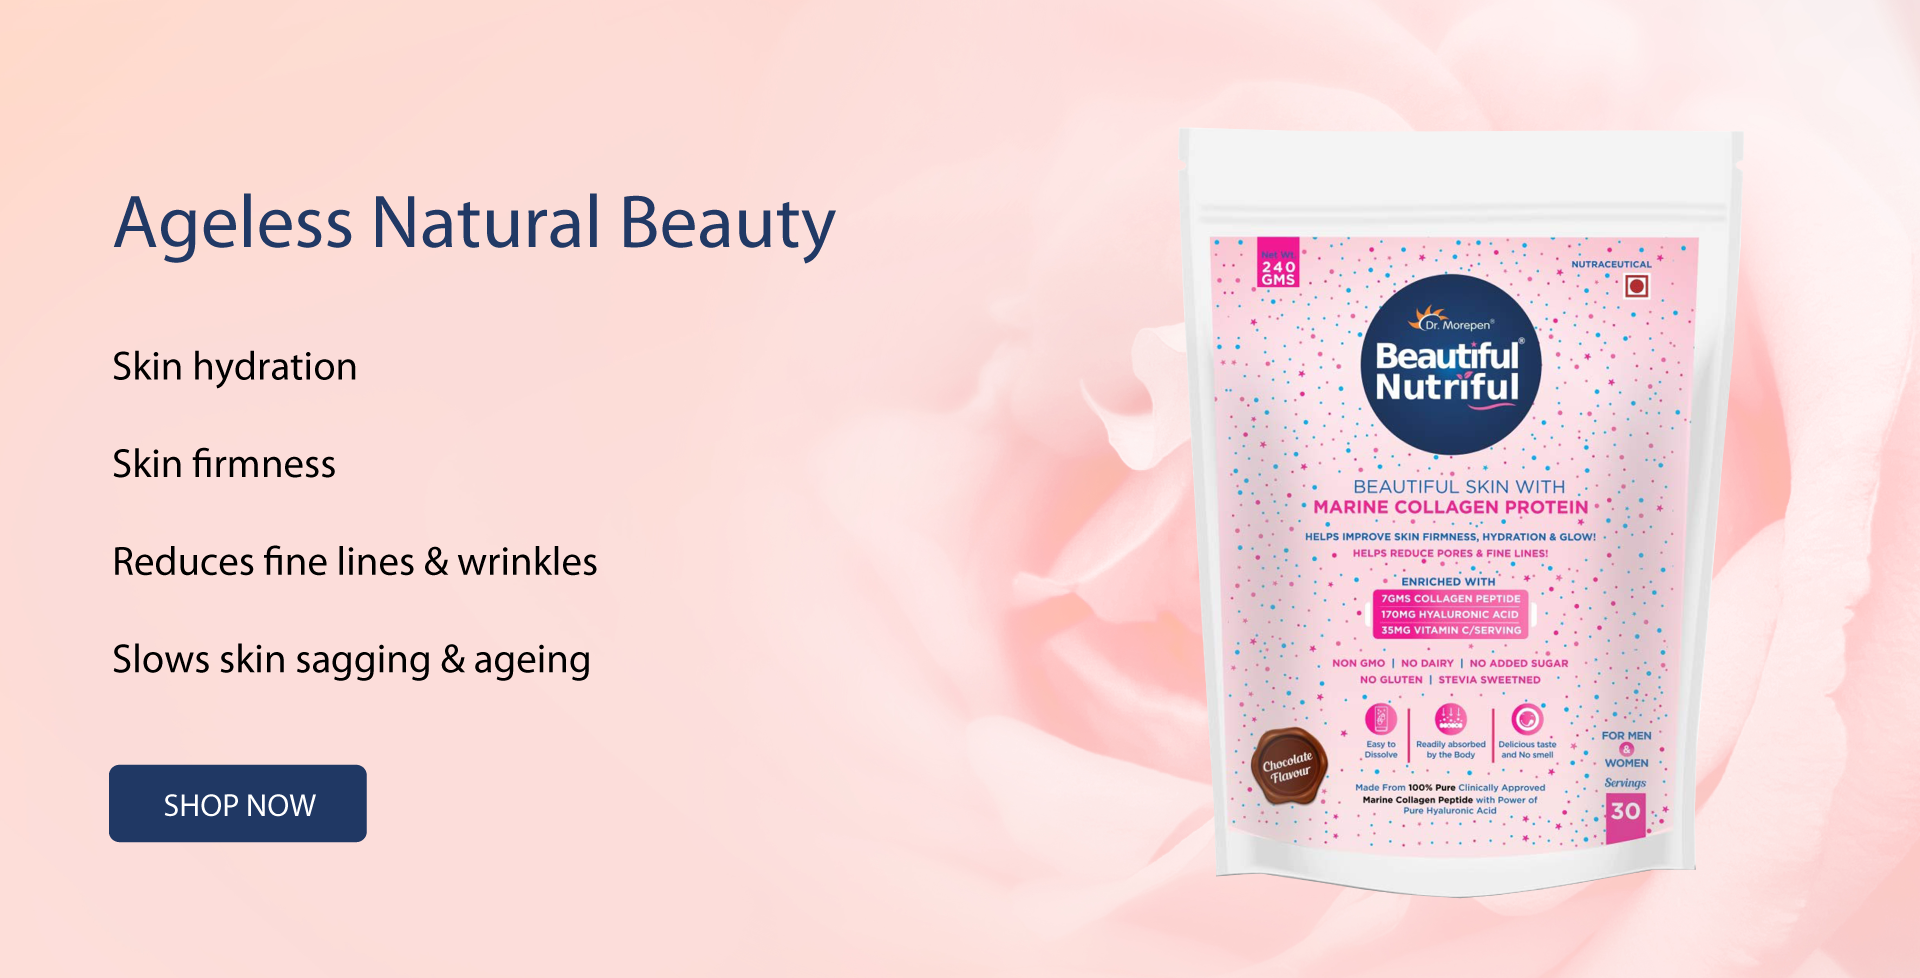 Ageless Natural Beauty
Skin hydration
Skin firmness
Reduces fine lines & wrinkles
Slows skin sagging & ageing
SHOP NOW
Net Wt.
240
GMS
NUTRACEUTICAL
Dr. Morepen®
Beautiful®
Nutriful
BEAUTIFUL SKIN WITH
MARINE COLLAGEN PROTEIN
HELPS IMPROVE SKIN FIRMNESS, HYDRATION & GLOW!
HELPS REDUCE PORES & FINE LINES!
ENRICHED WITH
7GMS COLLAGEN PEPTIDE
170MG HYALURONIC ACID
35MG VITAMIN C/SERVING
NON GMO | NO DAIRY | NO ADDED SUGAR
NO GLUTEN | STEVIA SWEETNED
Easy to
Dissolve
Readily absorbed
by the Body
Delicious taste
and No smell
Chocolate
Flavour
Made From 100% Pure Clinically Approved
Marine Collagen Peptide with Power of
Pure Hyaluronic Acid
FOR MEN
&
WOMEN
Servings
30